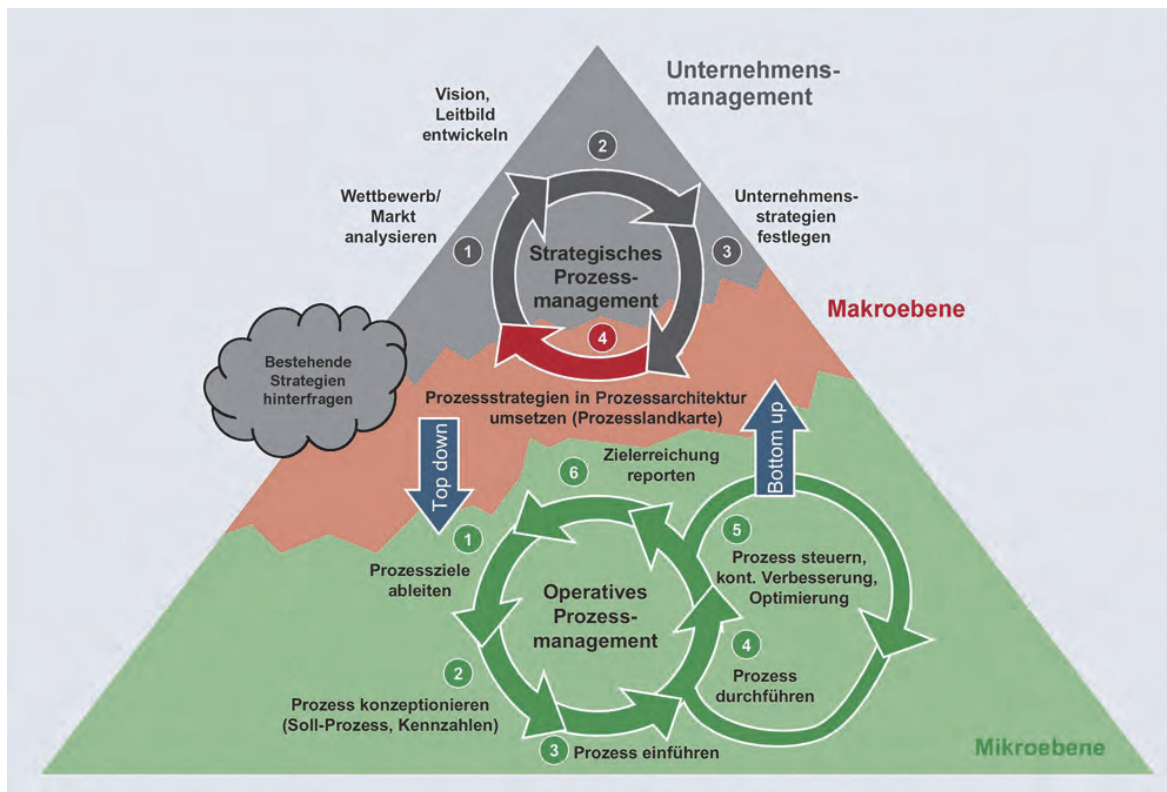 Unternehmens-
management
Vision,
Leitbild
entwickeln
2
Wettbewerb/
Markt
analysieren
1
Unternehmens-
strategien
festlegen
3
Strategisches
Prozess-
management
Makroebene
4
Bestehende
Strategien
hinterfragen
Prozessstrategien in Prozessarchitektur
umsetzen (Prozesslandkarte)
Top down
Bottom up
Zielerreichung
reporten
6
1
Prozessziele
ableiten
5
Prozess steuern,
kont. Verbesserung,
Optimierung
Operatives
Prozess-
management
4
Prozess
durchführen
2
Prozess konzeptionieren
(Soll-Prozess, Kennzahlen)
3
Prozess einführen
Mikroebene